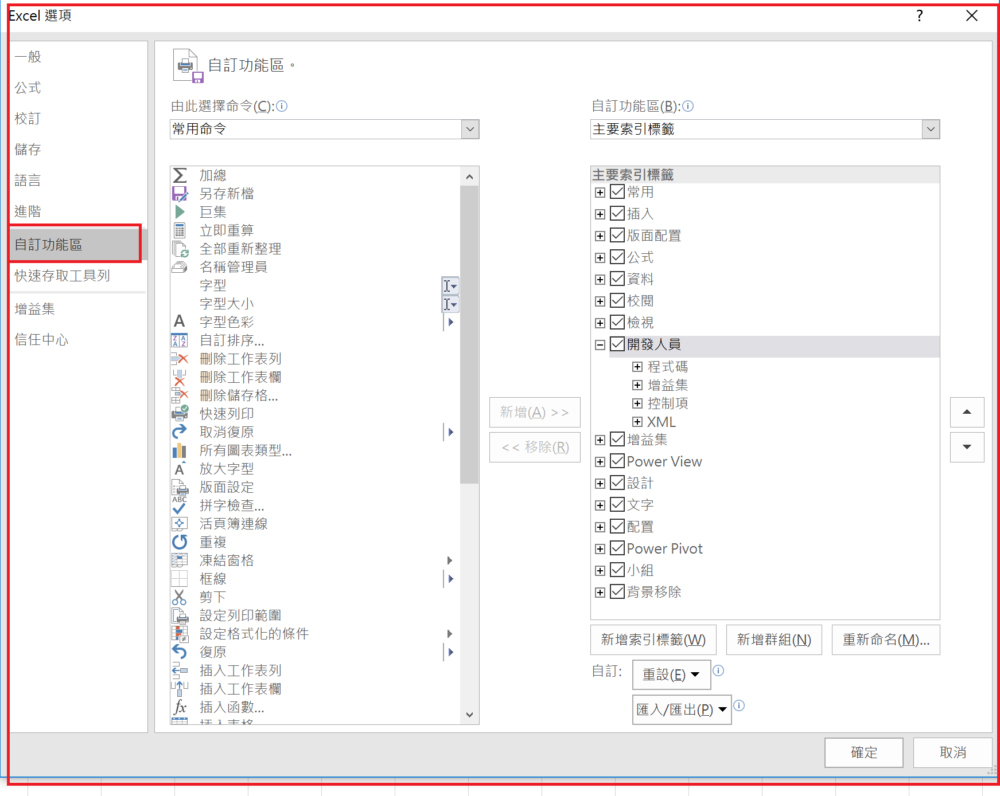 Excel 選項
?
一般
公式
校訂
儲存
語言
進階
自訂功能區
快速存取工具列
增益集
信任中心
自訂功能區。
由此選擇命令(C):
常用命令
加總
另存新檔
巨集
立即重算
全部重新整理
名稱管理員
字型
字型大小
字型色彩
自訂排序...
刪除工作表列
刪除工作表欄
刪除儲存格...
快速列印
取消復原
所有圖表類型...
放大字型
版面設定
拼字檢查...
活頁簿連線
重複
凍結窗格
框線
剪下
設定列印範圍
設定格式化的條件
復原
插入工作表列
插入工作表欄
插入函數...
插入表格
新增(A) >>
<< 移除(R)
自訂功能區(B):
主要索引標籤
主要索引標籤
常用
插入
版面配置
公式
資料
校閱
檢視
開發人員
程式碼
增益集
控制項
XML
增益集
Power View
設計
文字
配置
Power Pivot
小組
背景移除
新增索引標籤(W)
新增群組(N)
重新命名(M)...
自訂:
重設(E)
匯入/匯出(P)
確定
取消